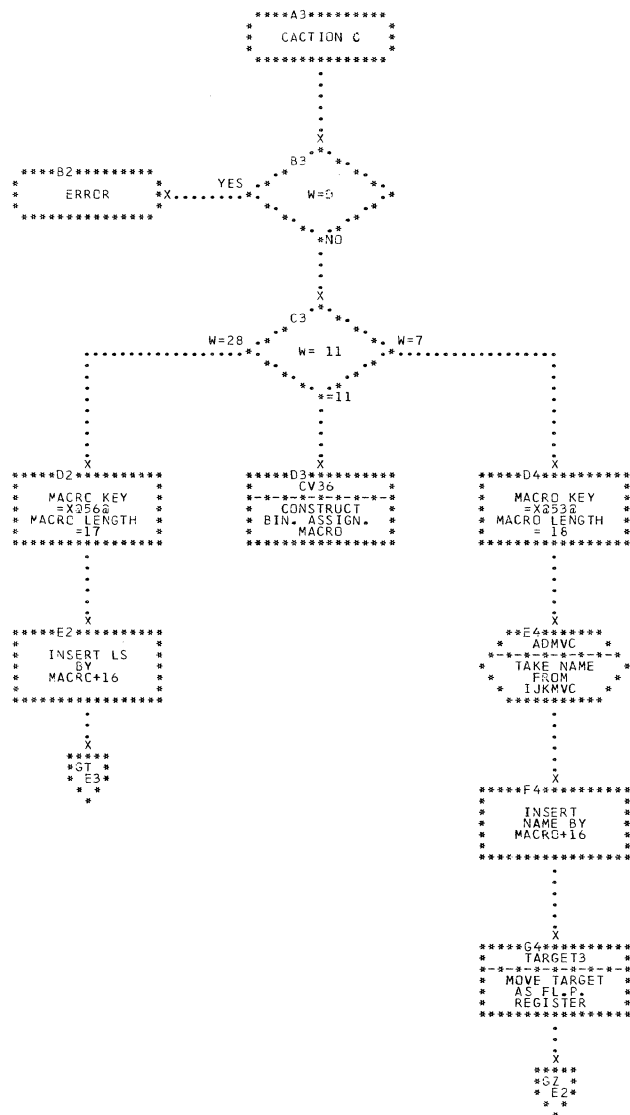 A3
CACTION C
B3
B2
YES
ERROR
W=0
NO
C3
W=28
W=7
W= 11
=11
D2
D3
D4
MACRO KEY
=X@56@
MACRO LENGTH
=17
CV36
CONSTRUCT
BIN. ASSIGN.
MACRO
MACRO KEY
=X@53@
MACRO LENGTH
= 18
E2
E4
INSERT LS
BY
MACRO+16
ADMVC
TAKE NAME
FROM
IJKMVC
GT
E3
F4
INSERT
NAME BY
MACRO+16
G4
TARGET3
MOVE TARGET
AS FL.P.
REGISTER
GZ
E2